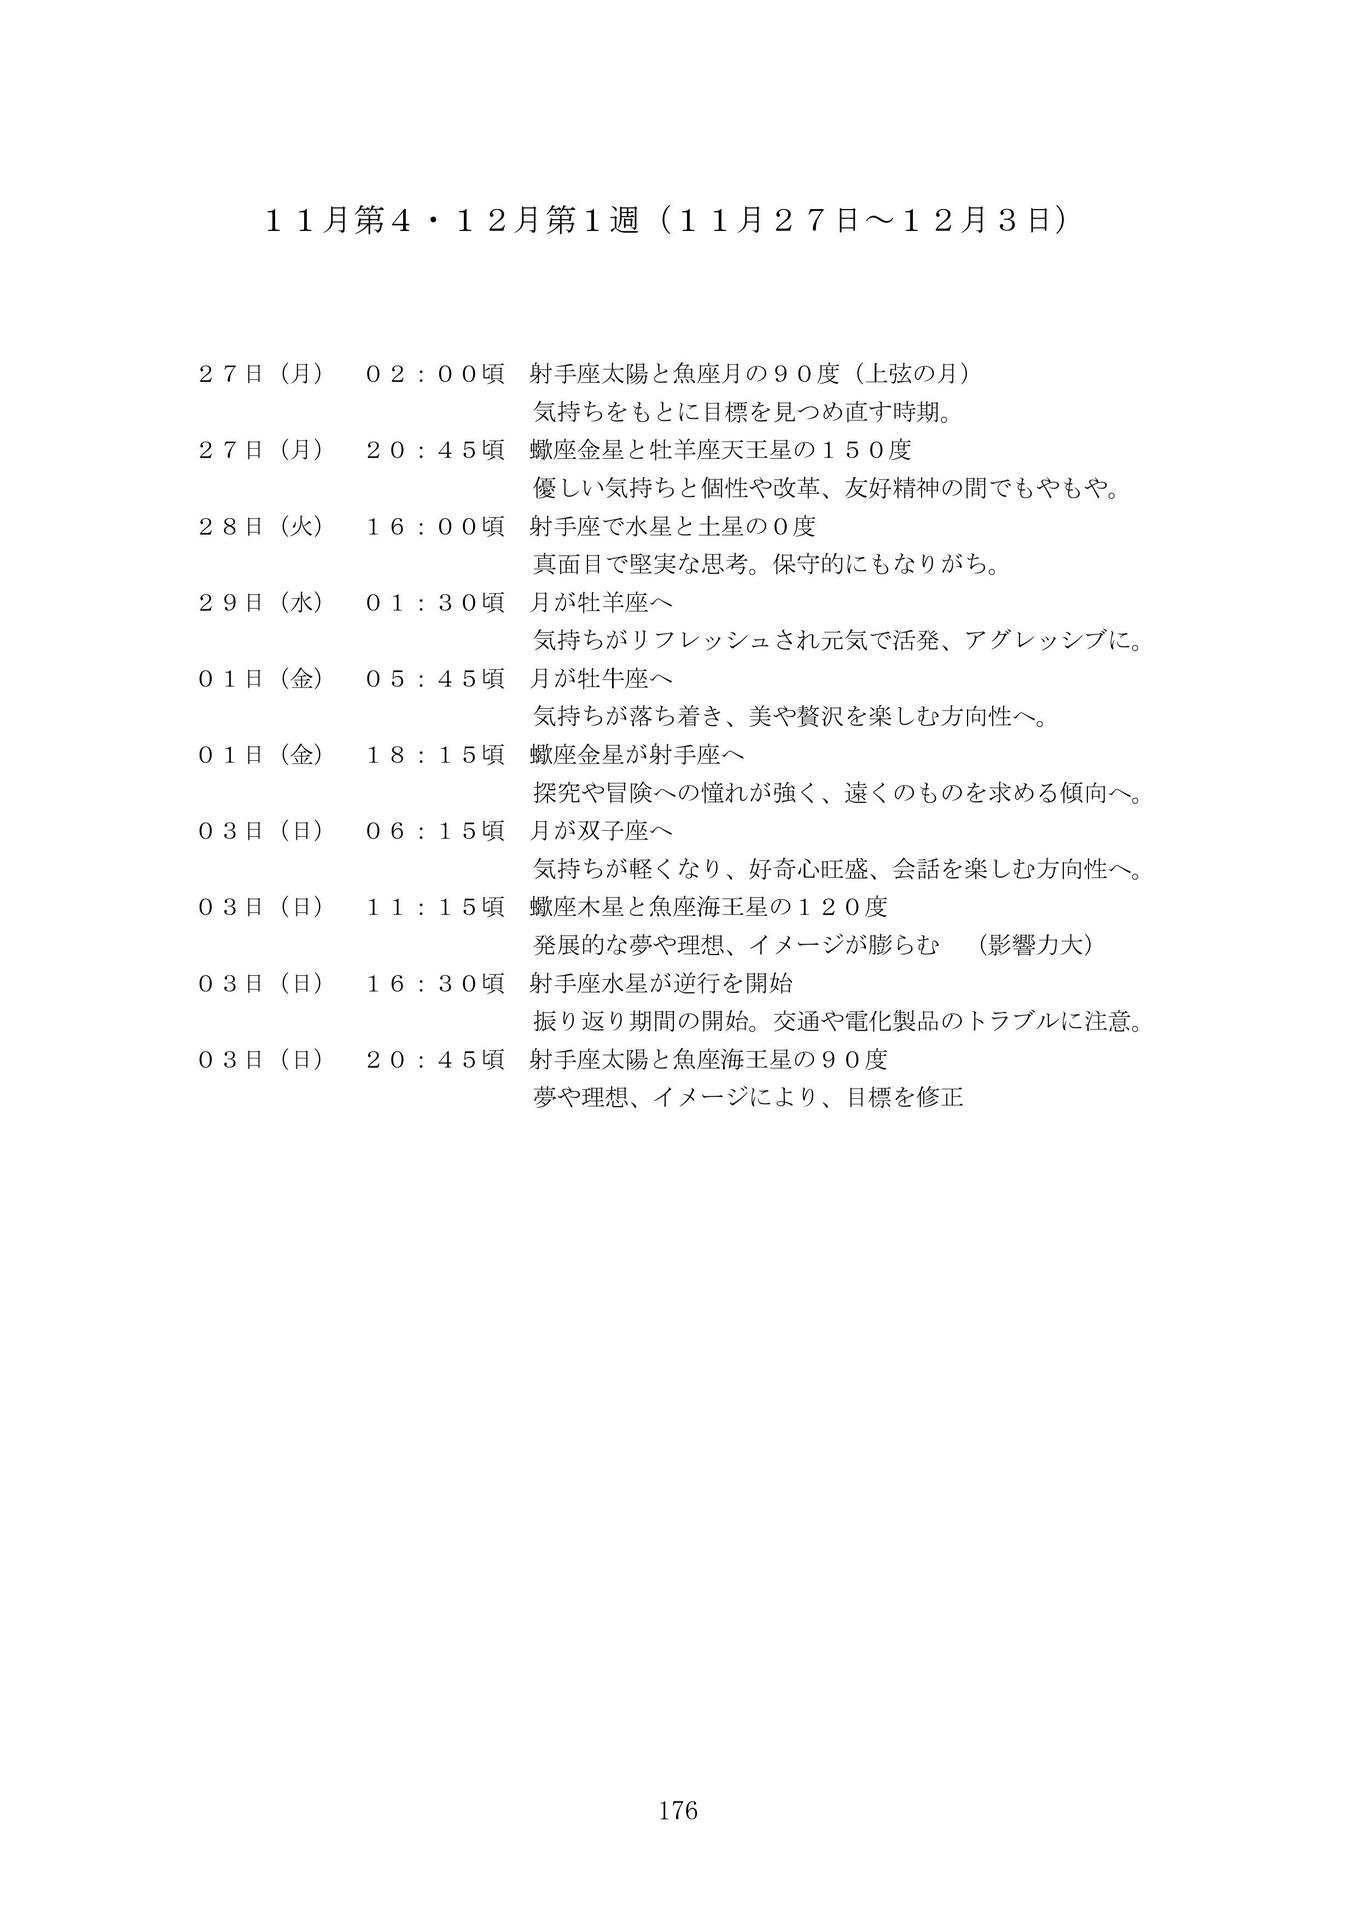 １１月第４・１２月第１週（１１月２７日～１２月３日）
２７日（月）　０２：００頃　射手座太陽と魚座月の９０度（上弦の月）
気持ちをもとに目標を見つめ直す時期。
２７日（月）　２０：４５頃　蠍座金星と牡羊座天王星の１５０度
優しい気持ちと個性や改革、友好精神の間でもやもや。
２８日（火）　１６：００頃　射手座で水星と土星の０度
真面目で堅実な思考。保守的にもなりがち。
２９日（水）　０１：３０頃　月が牡羊座へ
気持ちがリフレッシュされ元気で活発、アグレッシブに。
０１日（金）　０５：４５頃　月が牡牛座へ
気持ちが落ち着き、美や贅沢を楽しむ方向性へ。
０１日（金）　１８：１５頃　蠍座金星が射手座へ
探究や冒険への憧れが強く、遠くのものを求める傾向へ。
０３日（日）　０６：１５頃　月が双子座へ
気持ちが軽くなり、好奇心旺盛、会話を楽しむ方向性へ。
０３日（日）　１１：１５頃　蠍座木星と魚座海王星の１２０度
発展的な夢や理想、イメージが膨らむ　（影響力大）
０３日（日）　１６：３０頃　射手座水星が逆行を開始
振り返り期間の開始。交通や電化製品のトラブルに注意。
０３日（日）　２０：４５頃　射手座太陽と魚座海王星の９０度
夢や理想、イメージにより、目標を修正
176